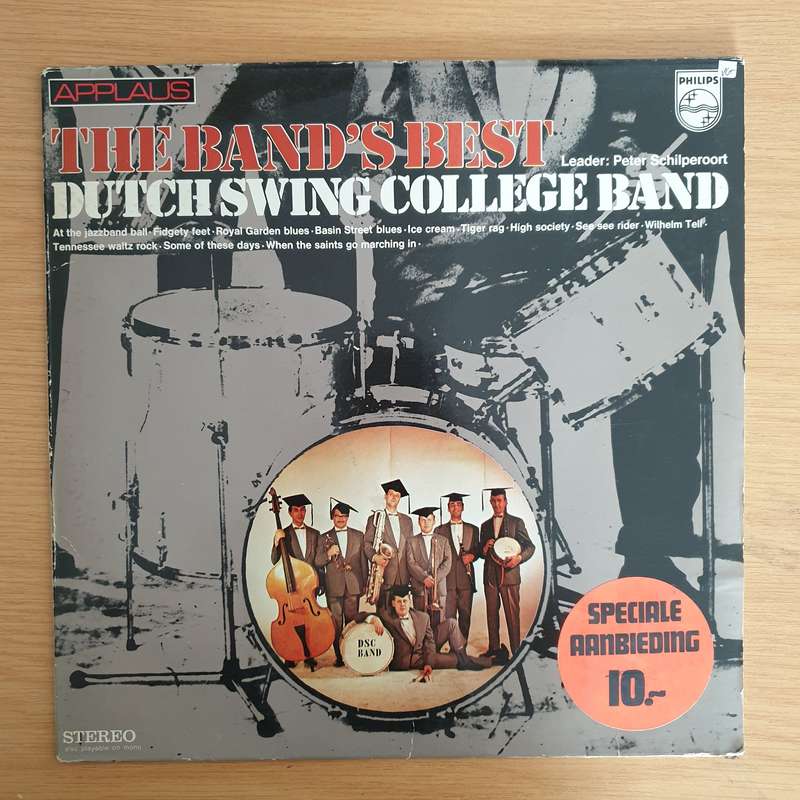 APPLAUS
PHILIPS
THE BAND'S BEST
Leader: Peter Schilperoort
DUTCH SWING COLLEGE BAND
At the jazzband ball · Fidgety feet · Royal Garden blues · Basin Street blues · Ice cream · Tiger rag · High society · See see rider · Wilhelm Tell ·
Tennessee waltz rock · Some of these days · When the saints go marching in ·
DSC
BAND
SPECIALE
AANBIEDING
10.-
STEREO
disc playable on mono